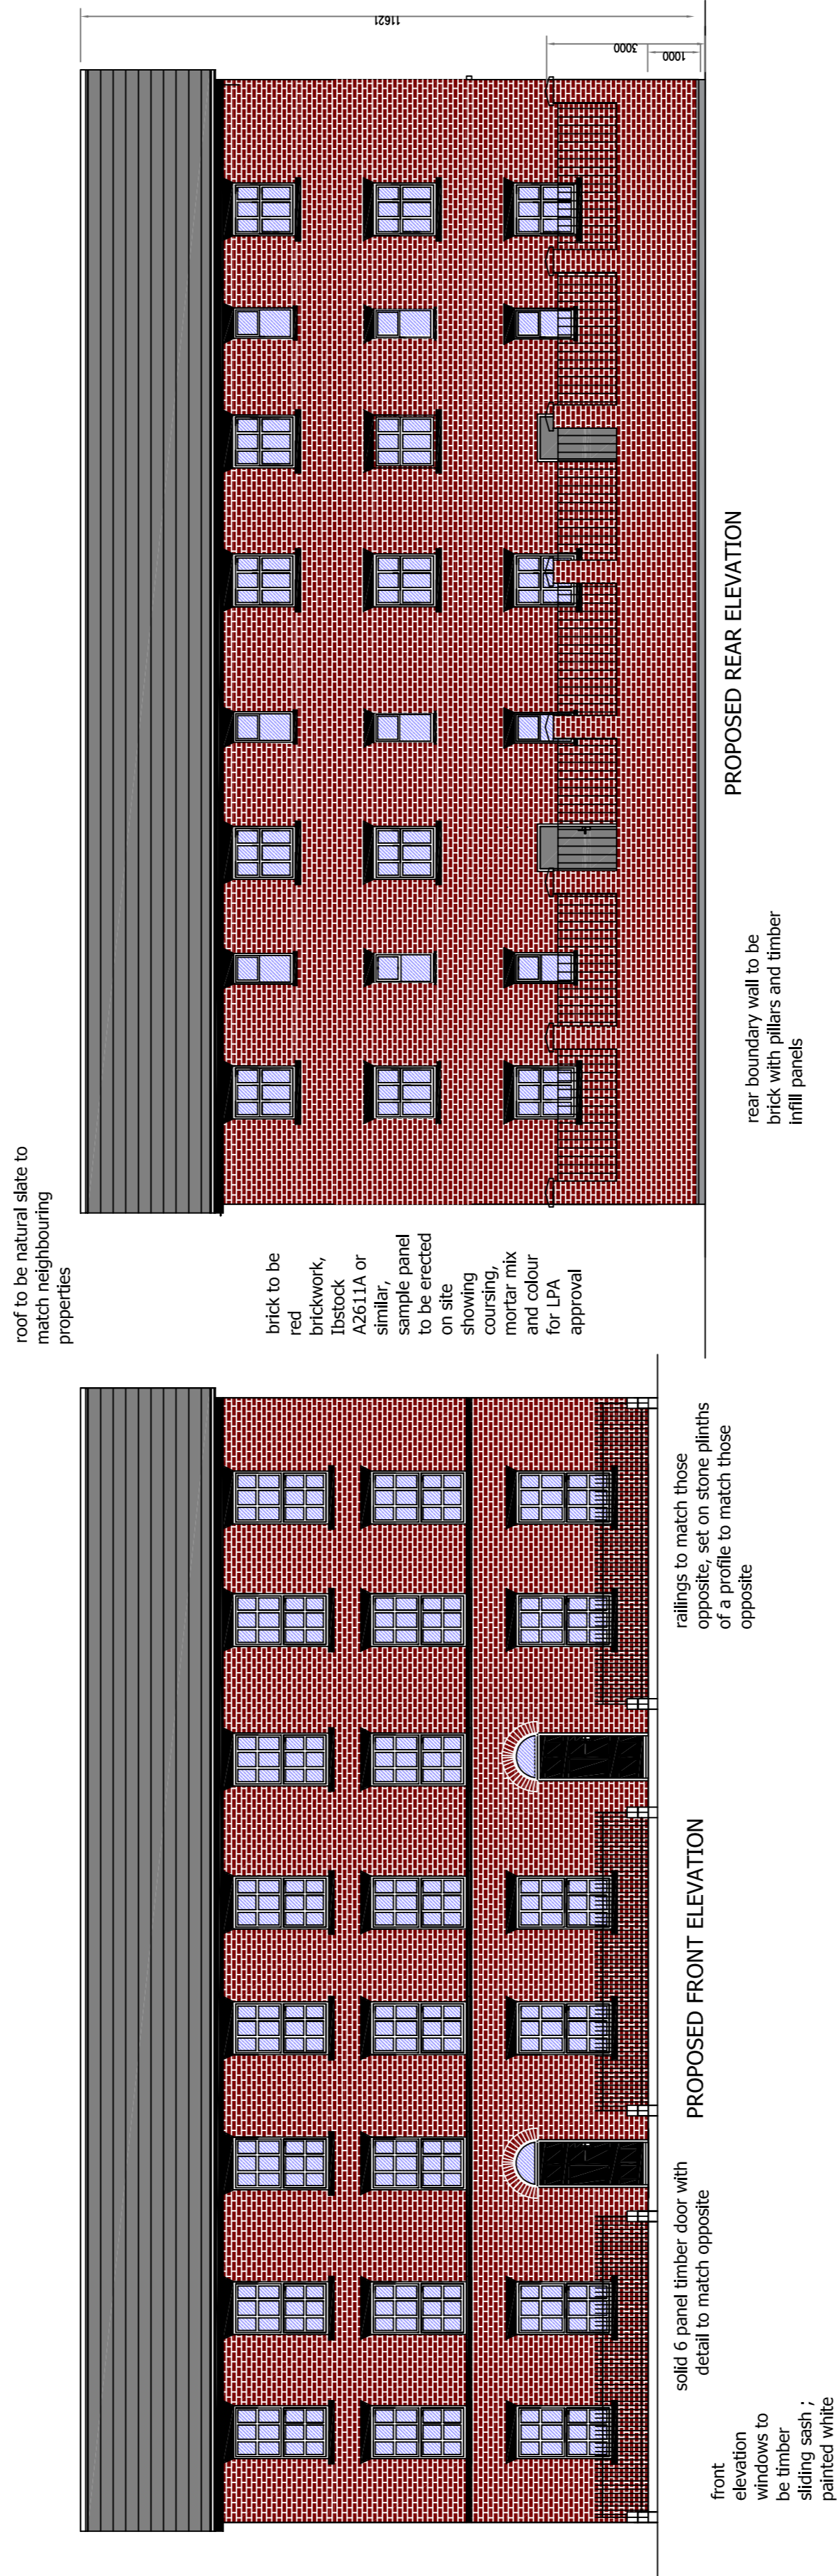 roof to be natural slate to
match neighbouring
properties
brick to be
red
brickwork,
Ibstock
A2611A or
similar,
sample panel
to be erected
on site
showing
coursing,
mortar mix
and colour
for LPA
approval
11621
3000
1000
PROPOSED REAR ELEVATION
rear boundary wall to be
brick with pillars and timber
infill panels
railings to match those
opposite, set on stone plinths
of a profile to match those
opposite
PROPOSED FRONT ELEVATION
solid 6 panel timber door with
detail to match opposite
front
elevation
windows to
be timber
sliding sash ;
painted white